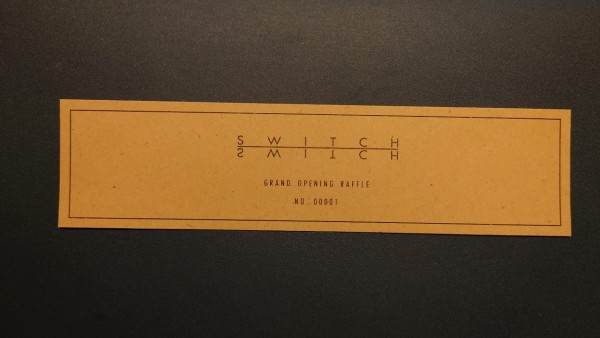 SWITCH
GRAND OPENING RAFFLE
NO. 00001